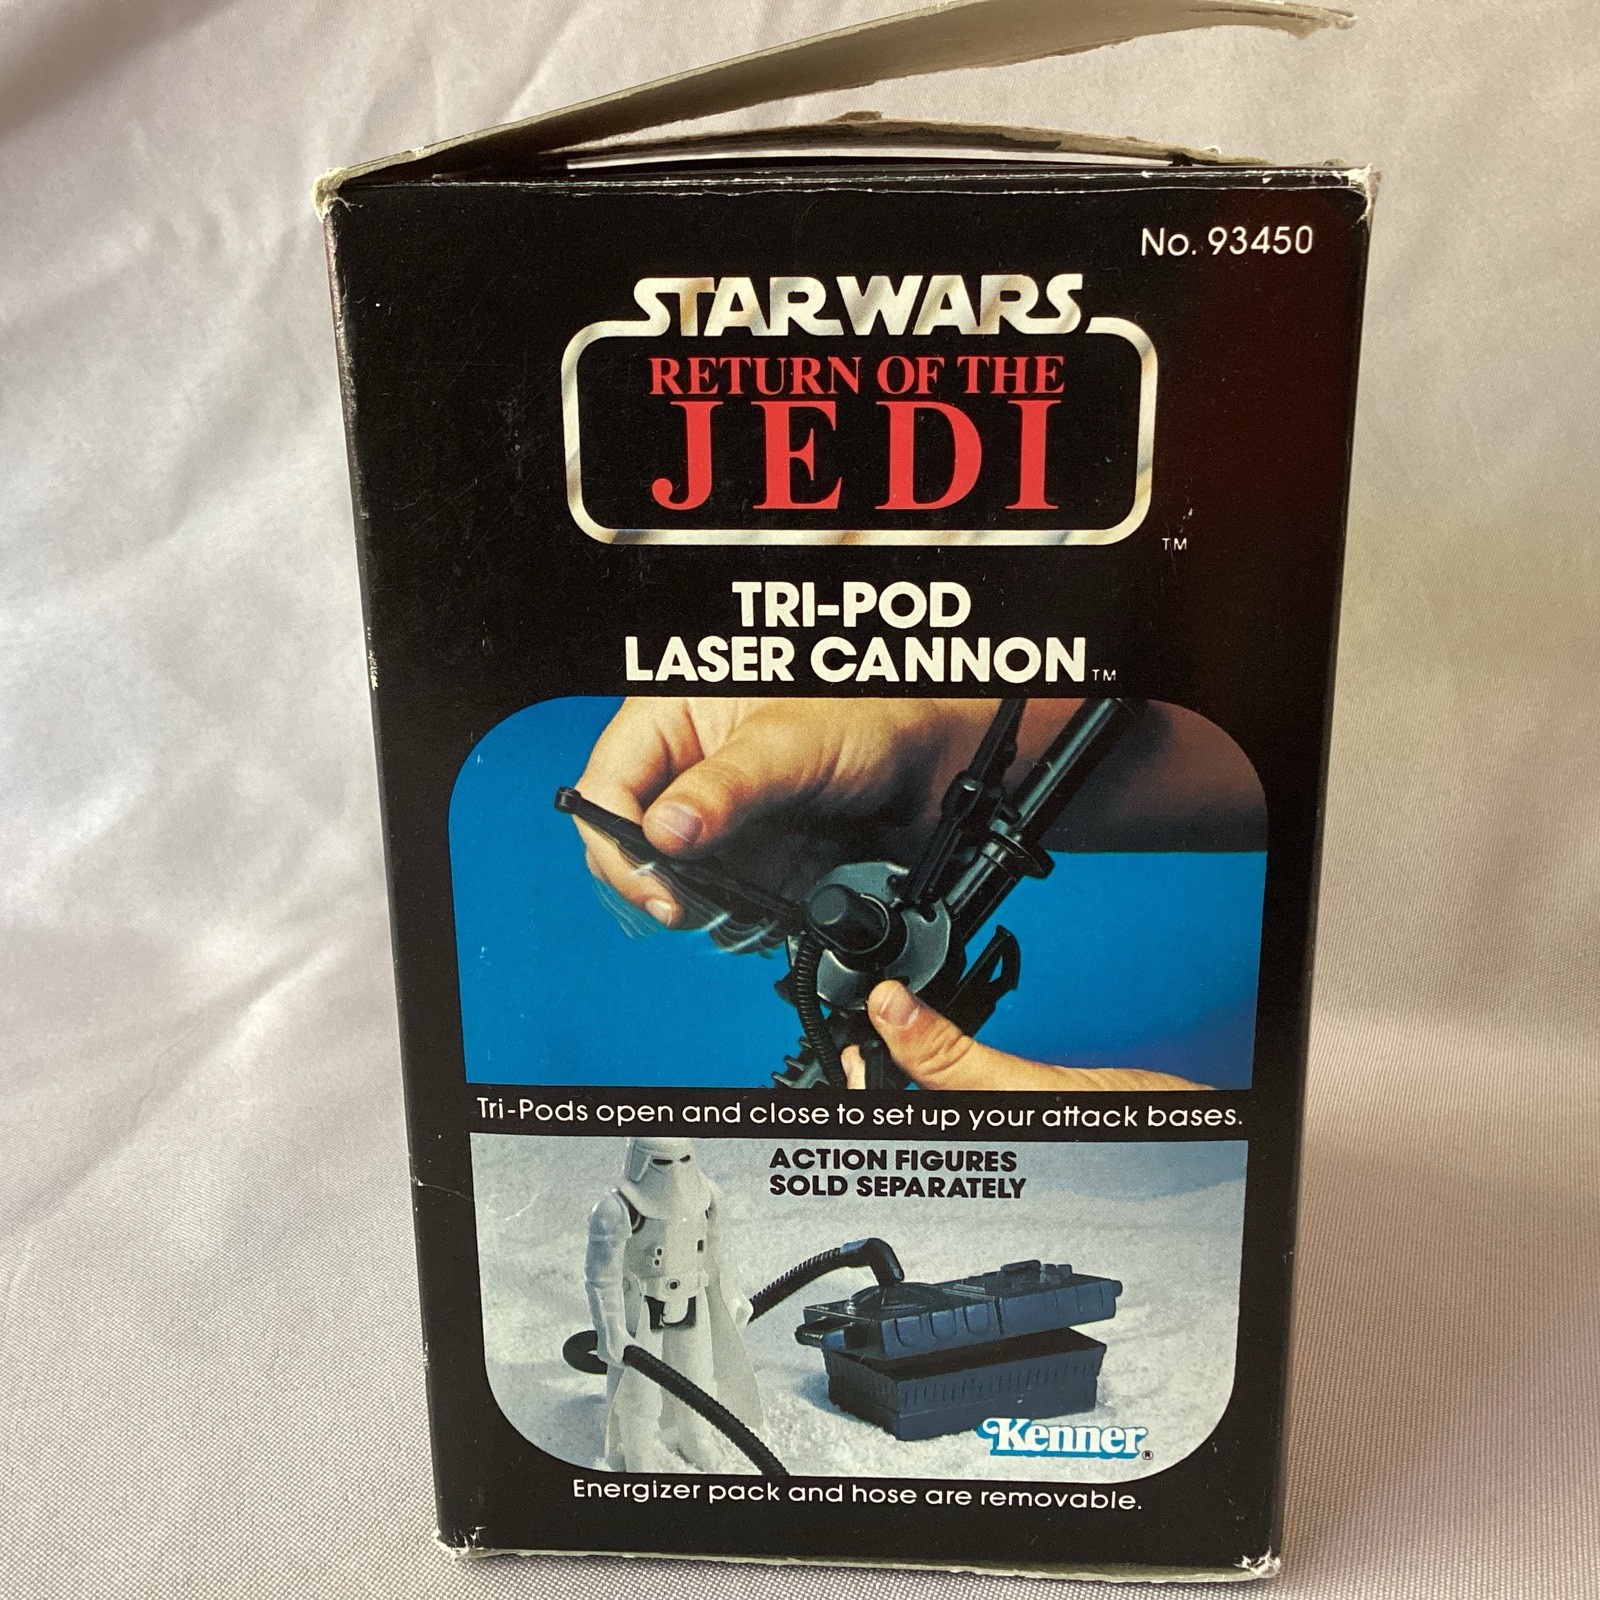 No. 93450
STAR WARS
RETURN OF THE
JEDI
TM
TRI-POD
LASER CANNON TM
Tri-Pods open and close to set up your attack bases.
ACTION FIGURES
SOLD SEPARATELY
Kenner®
Energizer pack and hose are removable.